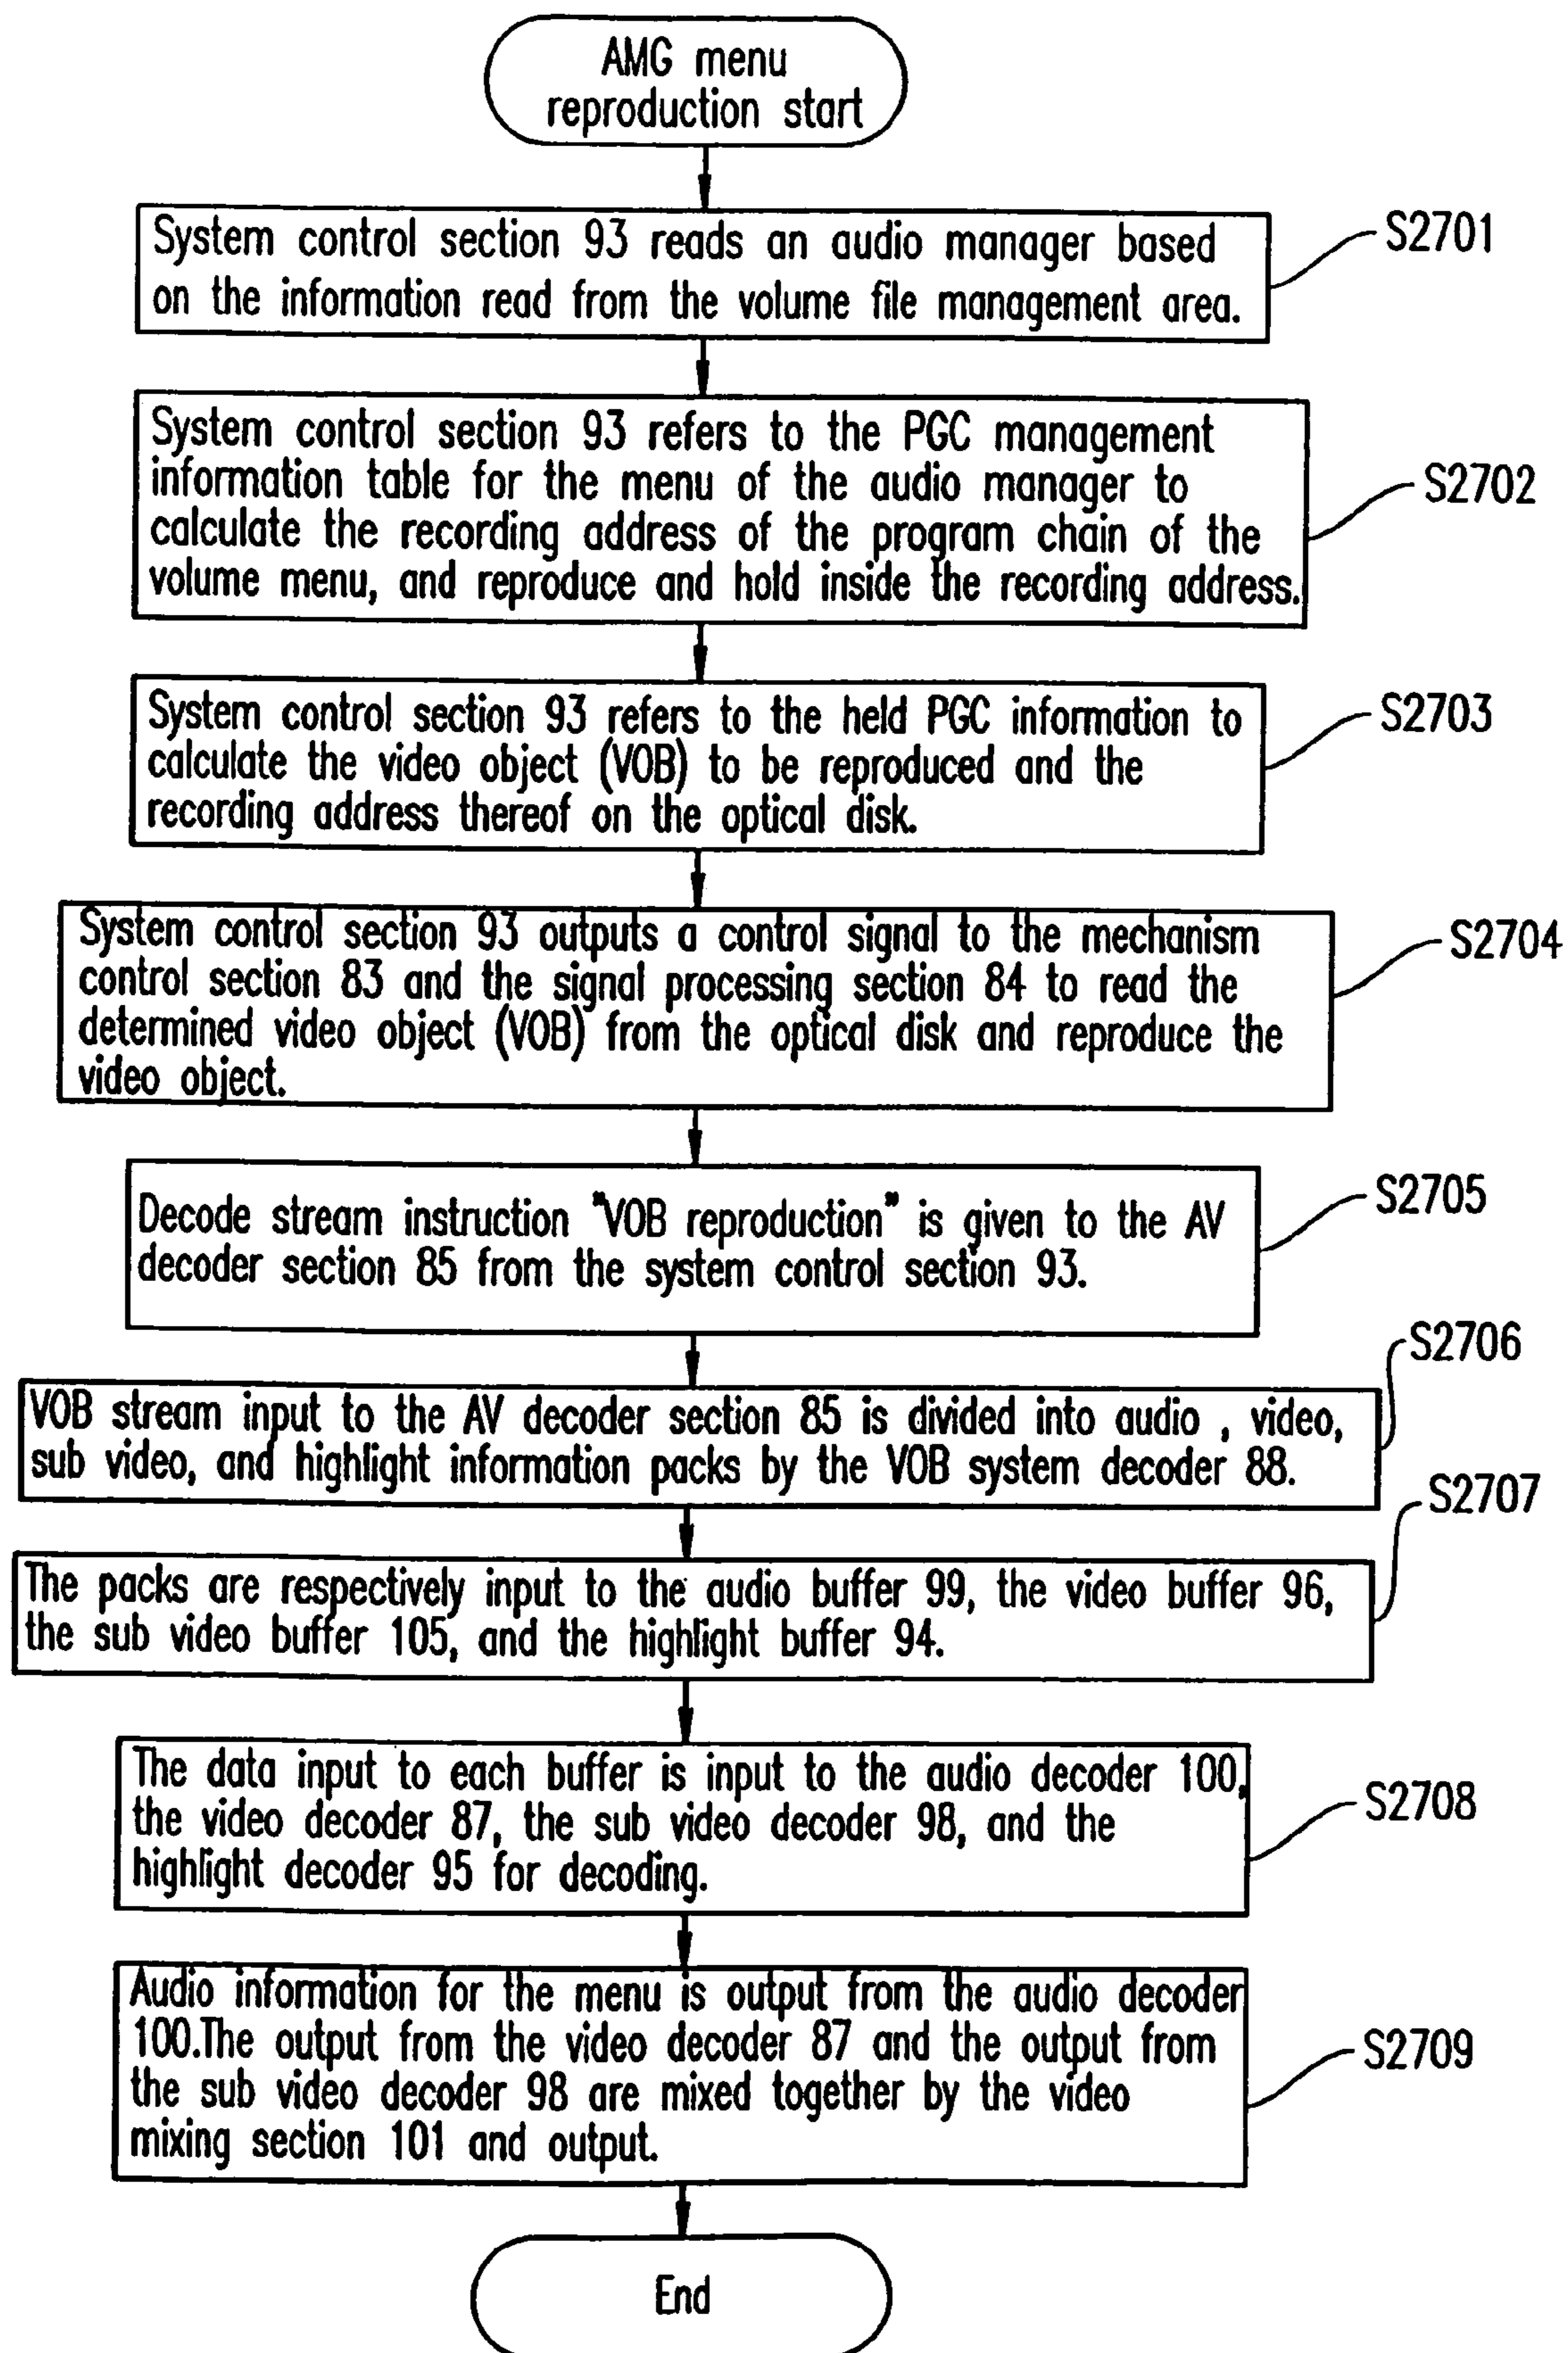 AMG menu
reproduction start
System control section 93 reads an audio manager based
on the information read from the volume file management area.
S2701
System control section 93 refers to the PGC management
information table for the menu of the audio manager to
calculate the recording address of the program chain of the
volume menu, and reproduce and hold inside the recording address.
S2702
System control section 93 refers to the held PGC information to
calculate the video object (VOB) to be reproduced and the
recording address thereof on the optical disk.
S2703
System control section 93 outputs a control signal to the mechanism
control section 83 and the signal processing section 84 to read the
determined video object (VOB) from the optical disk and reproduce the
video object.
S2704
Decode stream instruction "VOB reproduction" is given to the AV
decoder section 85 from the system control section 93.
S2705
VOB stream input to the AV decoder section 85 is divided into audio , video,
sub video, and highlight information packs by the VOB system decoder 88.
S2706
The packs are respectively input to the audio buffer 99, the video buffer 96,
the sub video buffer 105, and the highlight buffer 94.
S2707
The data input to each buffer is input to the audio decoder 100,
the video decoder 87, the sub video decoder 98, and the
highlight decoder 95 for decoding.
S2708
Audio information for the menu is output from the audio decoder
100.The output from the video decoder 87 and the output from
the sub video decoder 98 are mixed together by the video
mixing section 101 and output.
S2709
End